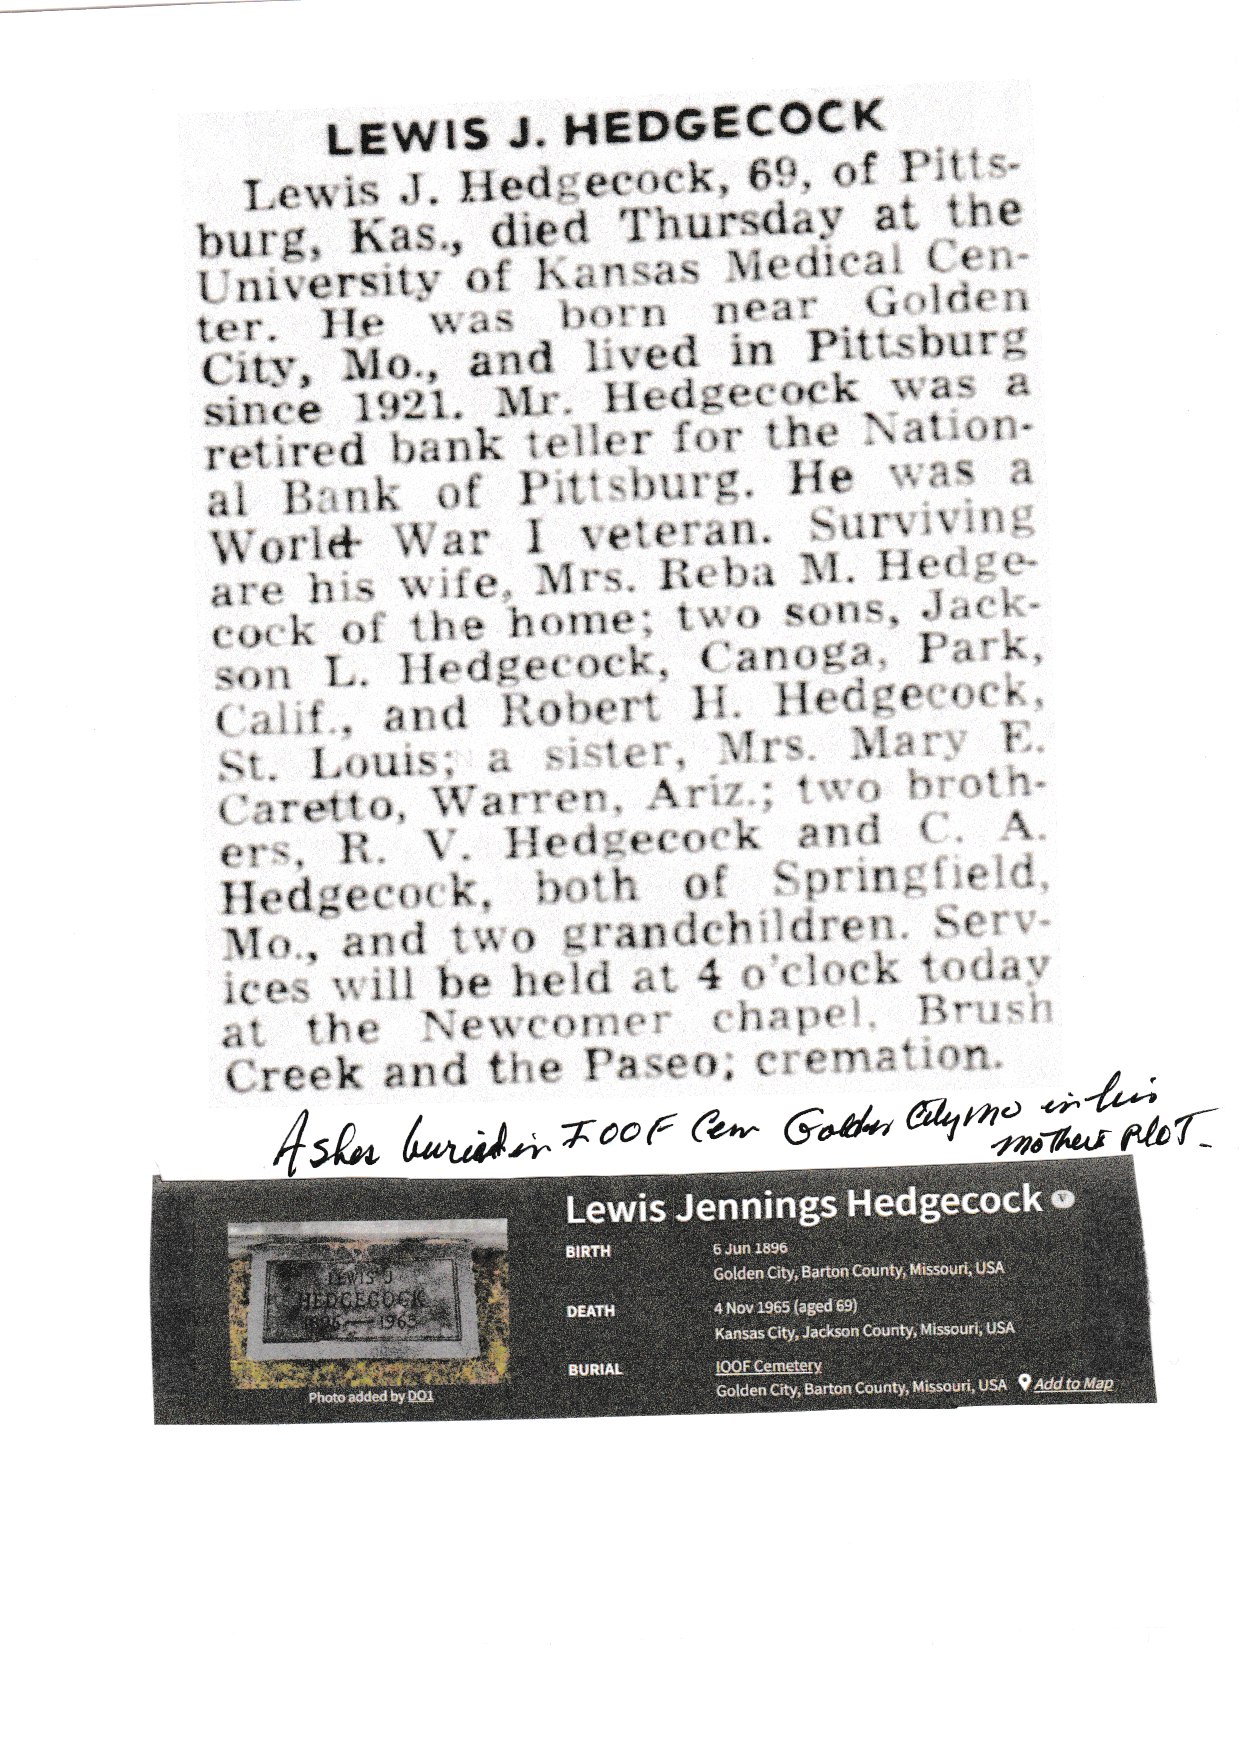 LEWIS J. HEDGECOCK
Lewis J. Hedgecock, 69, of Pitts-
burg, Kas., died Thursday at the
University of Kansas Medical Cen-
ter. He was born near Golden
City, Mo., and lived in Pittsburg
since 1921. Mr. Hedgecock was a
retired bank teller for the Nation-
al Bank of Pittsburg. He was a
World War I veteran. Surviving
are his wife, Mrs. Reba M. Hedge-
cock of the home; two sons, Jack-
son L. Hedgecock, Canoga, Park,
Calif., and Robert H. Hedgecock,
St. Louis; a sister, Mrs. Mary E.
Caretto, Warren, Ariz.; two broth-
ers, R. V. Hedgecock and C. A.
Hedgecock, both of Springfield,
Mo., and two grandchildren. Serv-
ices will be held at 4 o'clock today
at the Newcomer chapel, Brush
Creek and the Paseo; cremation.
Ashes buried in IOOF Cem Golden City Mo in his
mothers PLOT-
Lewis Jennings Hedgecock V
BIRTH 6 Jun 1896
Golden City, Barton County, Missouri, USA
DEATH 4 Nov 1965 (aged 69)
Kansas City, Jackson County, Missouri, USA
BURIAL IOOF Cemetery
Golden City, Barton County, Missouri, USA Add to Map
LEWIS J
HEDGECOCK
1896 — 1965
Photo added by DO1